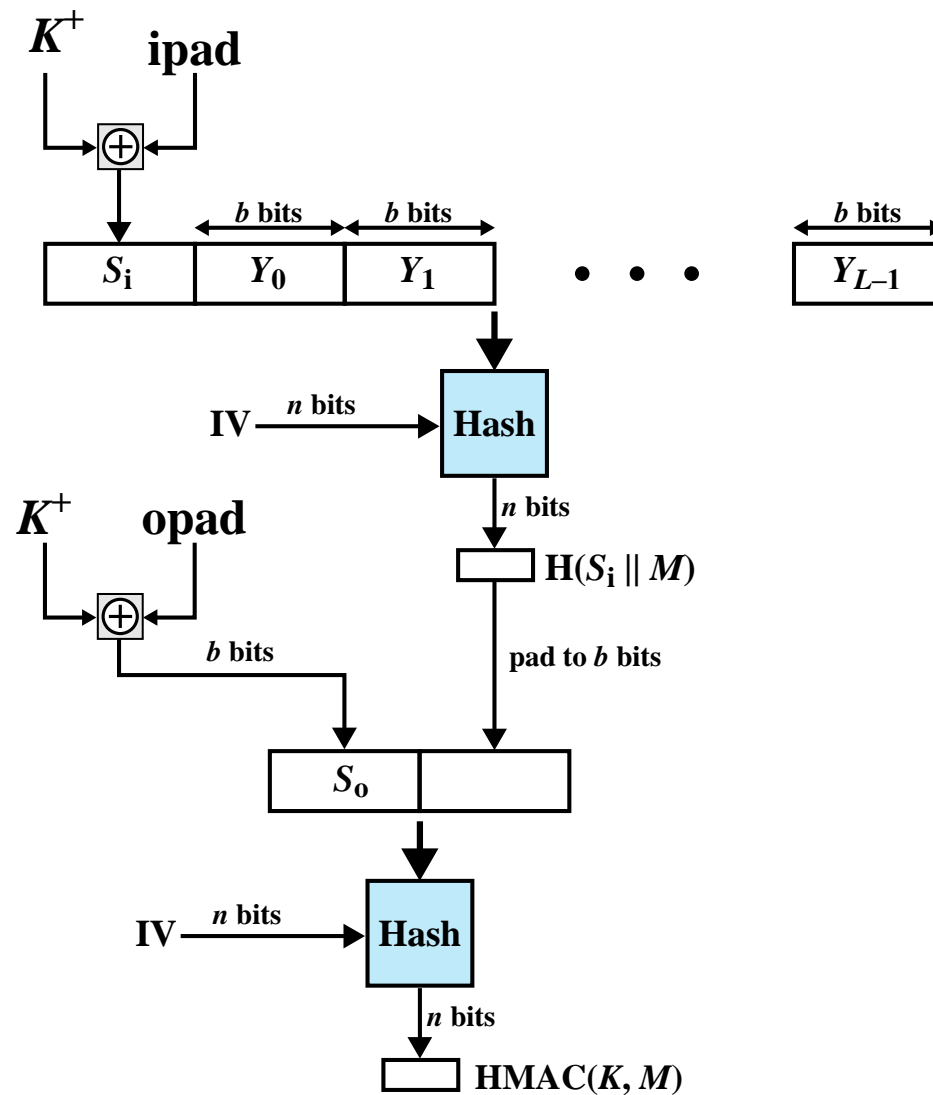 K⁺ ipad
⊕
b bits b bits b bits
Sᵢ Y₀ Y₁ • • • Y_{L–1}
IV n bits Hash
n bits
K⁺ opad
H(Sᵢ || M)
⊕
b bits pad to b bits
Sₒ
IV n bits Hash
n bits
HMAC(K, M)